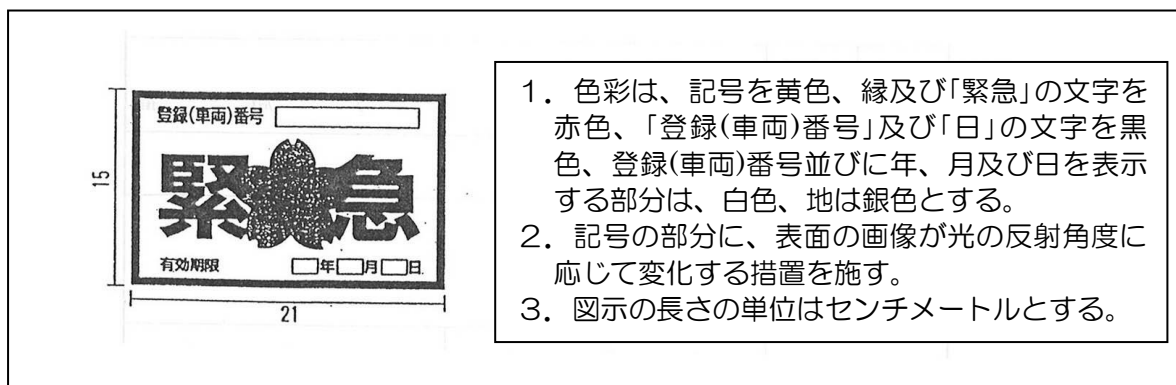 登録(車両)番号
緊急
有効期限 年 月 日
15
21
1. 色彩は、記号を黄色、縁及び「緊急」の文字を
赤色、「登録(車両)番号」及び「日」の文字を黒
色、登録(車両)番号並びに年、月及び日を表示
する部分は、白色、地は銀色とする。
2. 記号の部分に、表面の画像が光の反射角度に
応じて変化する措置を施す。
3. 図示の長さの単位はセンチメートルとする。